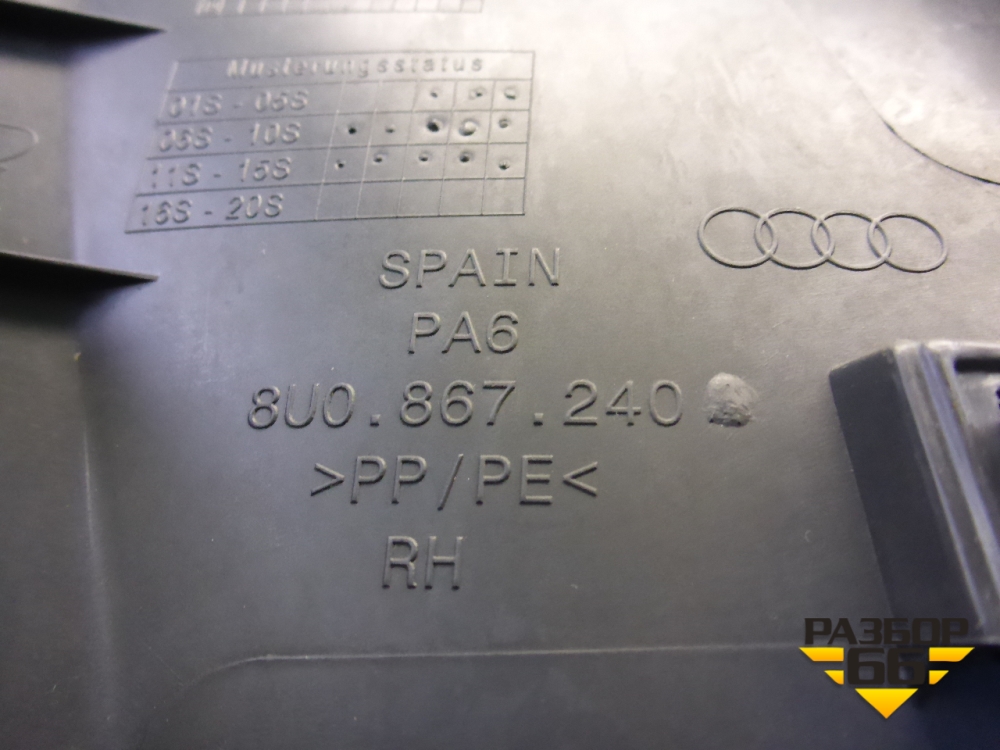 Musterungsstatus
01S - 05S
06S - 10S
11S - 15S
16S - 20S
SPAIN
PA6
8U0.867.240
>PP/PE<
RH
РАЗБОР
66